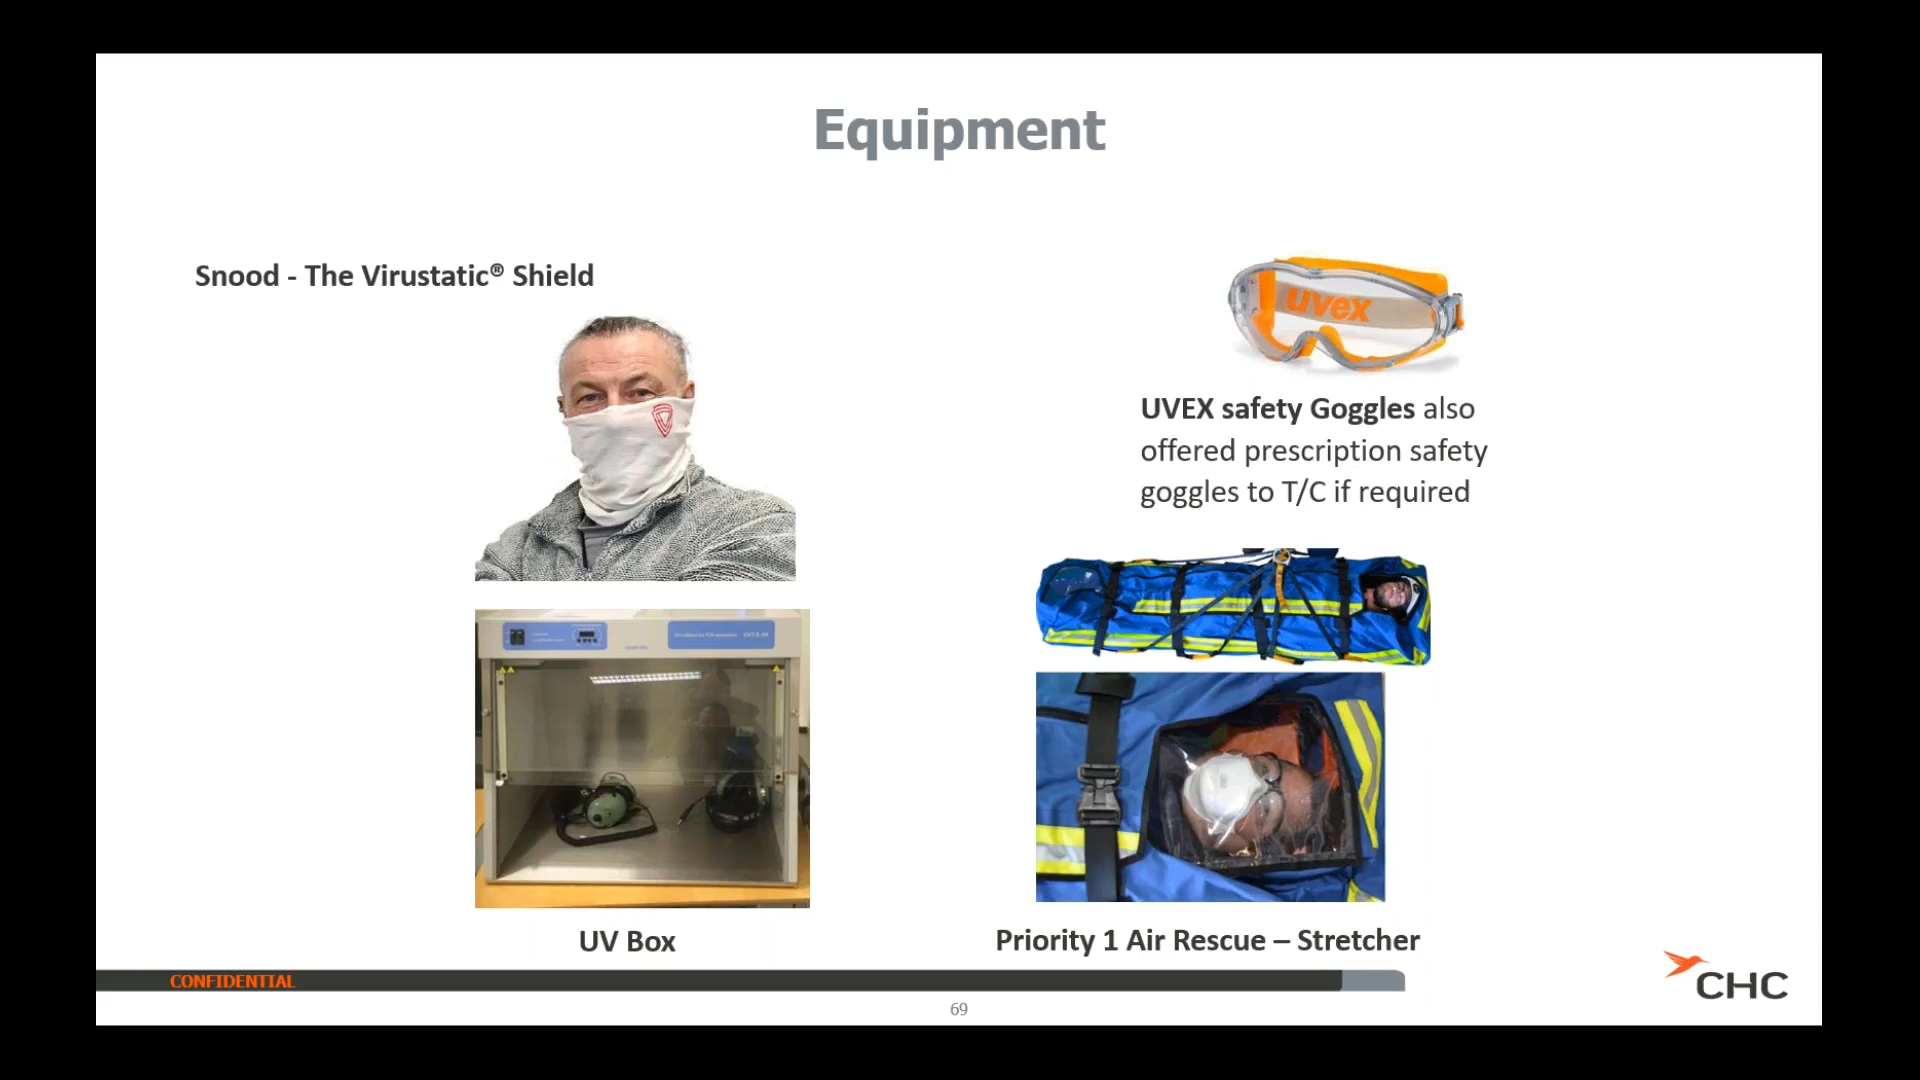 Equipment
Snood - The Virustatic® Shield
uvex
UVEX safety Goggles also
offered prescription safety
goggles to T/C if required
UV Box
Priority 1 Air Rescue – Stretcher
CONFIDENTIAL
CHC
69